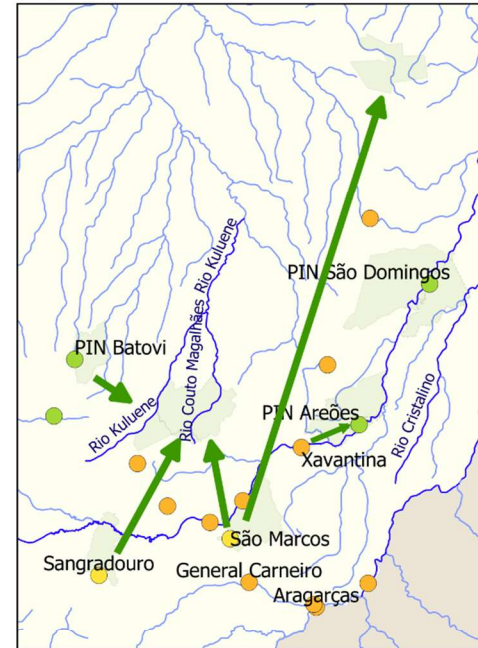 PIN São Domingos
Rio Kuluene
Rio Couto Magalhães
PIN Batovi
Rio Kuluene
PIN Areões
Rio Cristalino
Xavantina
São Marcos
Sangradouro
General Carneiro
Aragarças